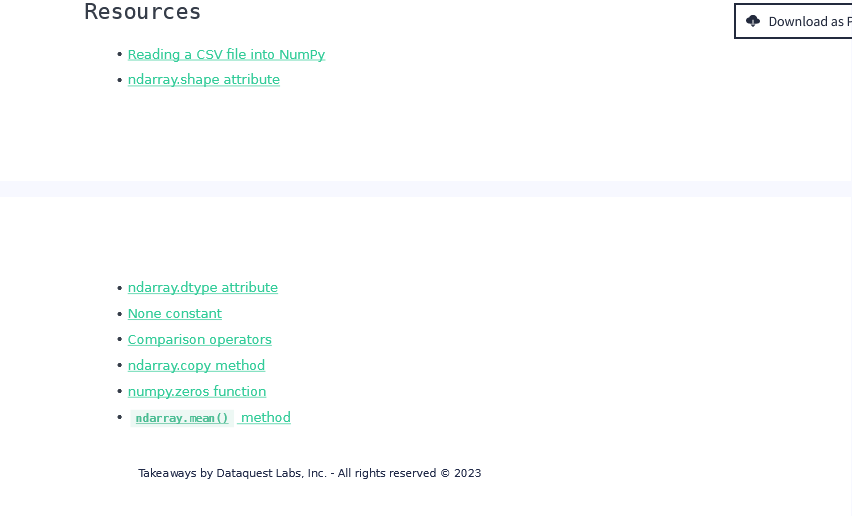 Resources
Download as P
• Reading a CSV file into NumPy
• ndarray.shape attribute
• ndarray.dtype attribute
• None constant
• Comparison operators
• ndarray.copy method
• numpy.zeros function
• ndarray.mean() method
Takeaways by Dataquest Labs, Inc. - All rights reserved © 2023